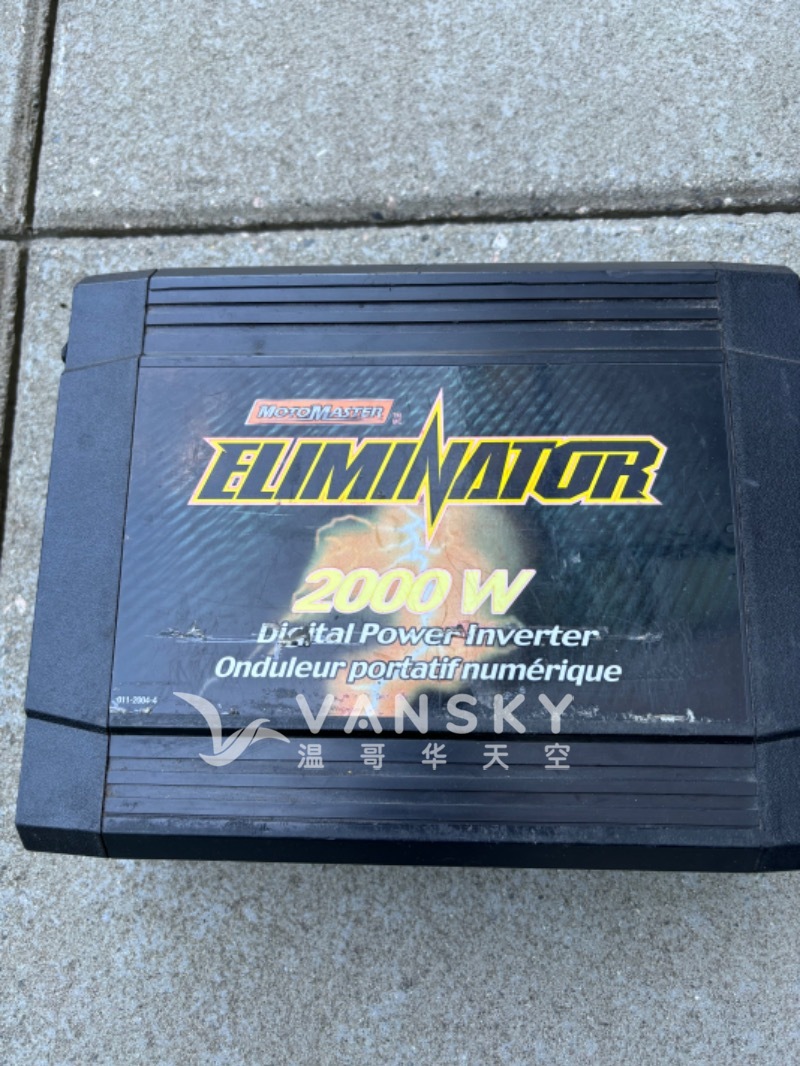 MOTOMASTER
ELIMINATOR
2000 W
Digital Power Inverter
Onduleur portatif numérique
011-2004-4
VANSKY
温哥华天空